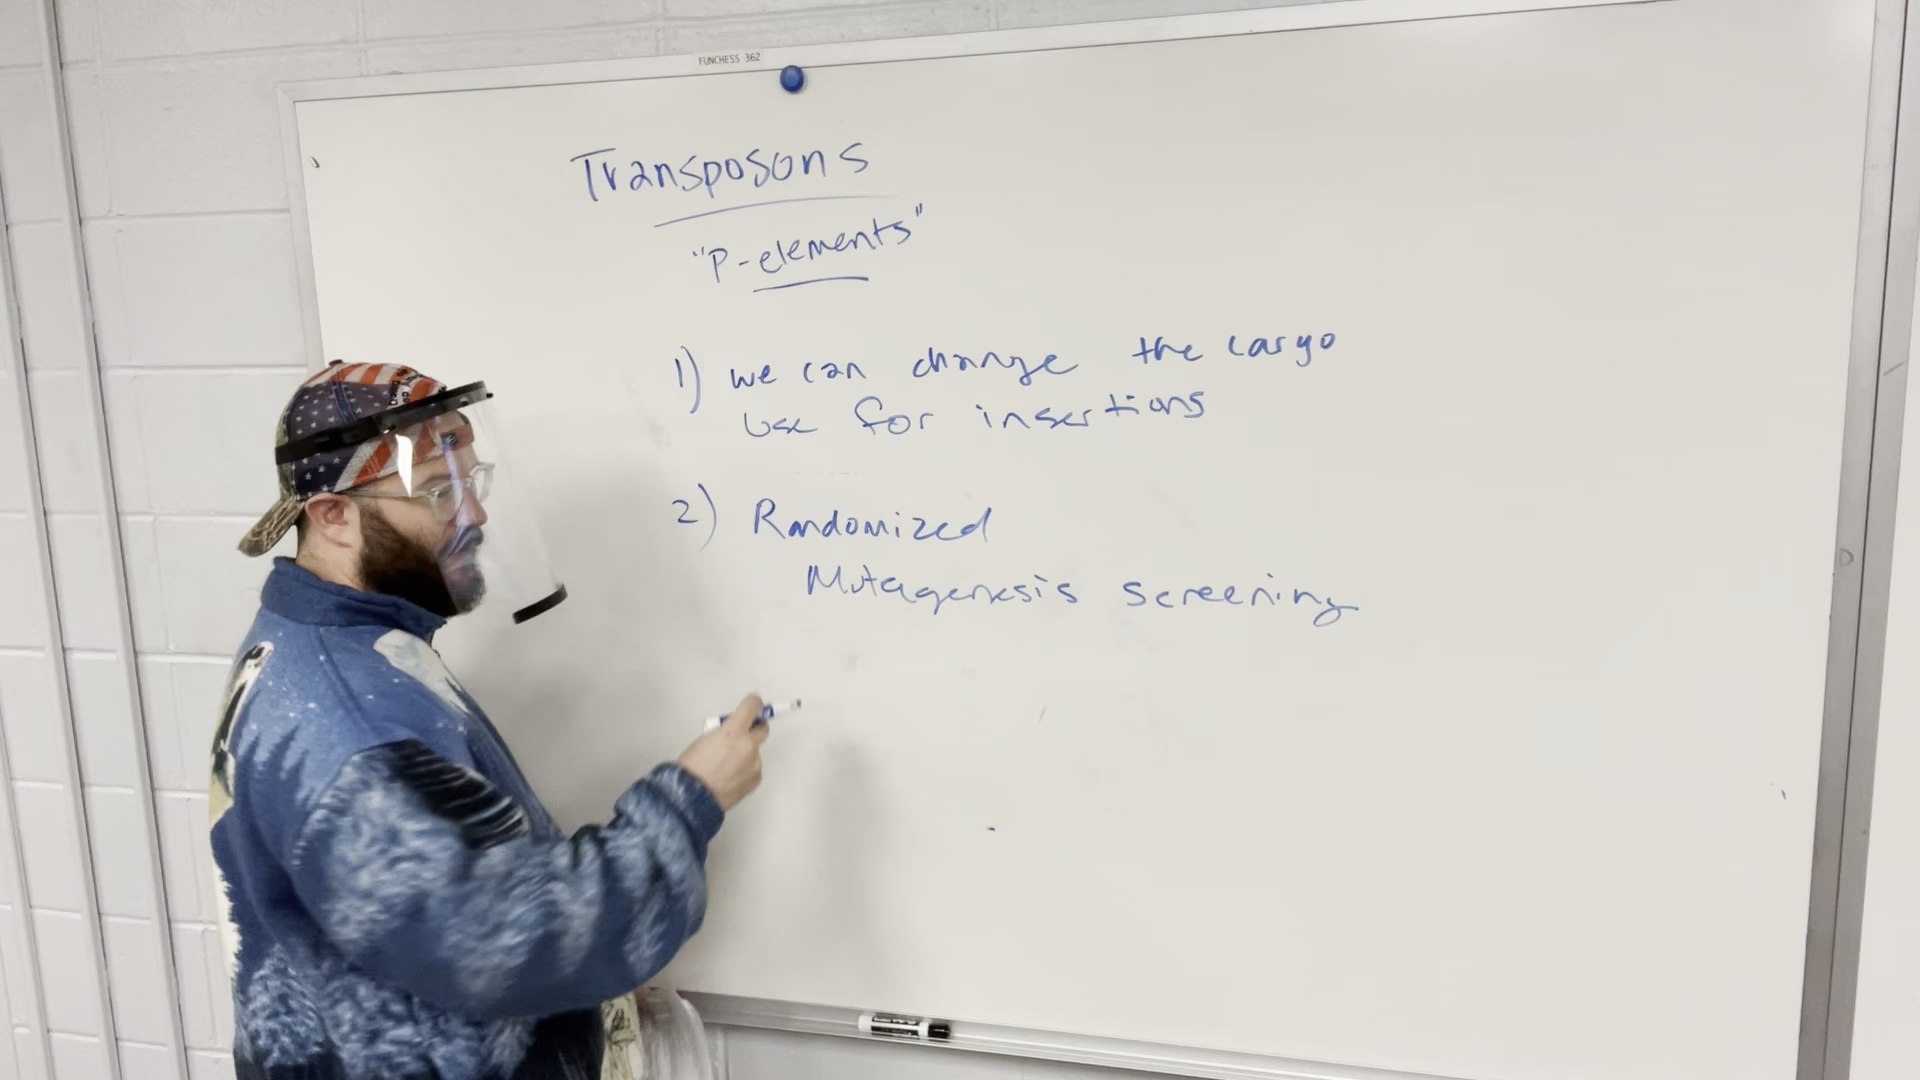 FUNCHESS 362
Transposons
"P-elements"
1) we can change the cargo
use for insertions
2) Randomized
Mutagenesis screening